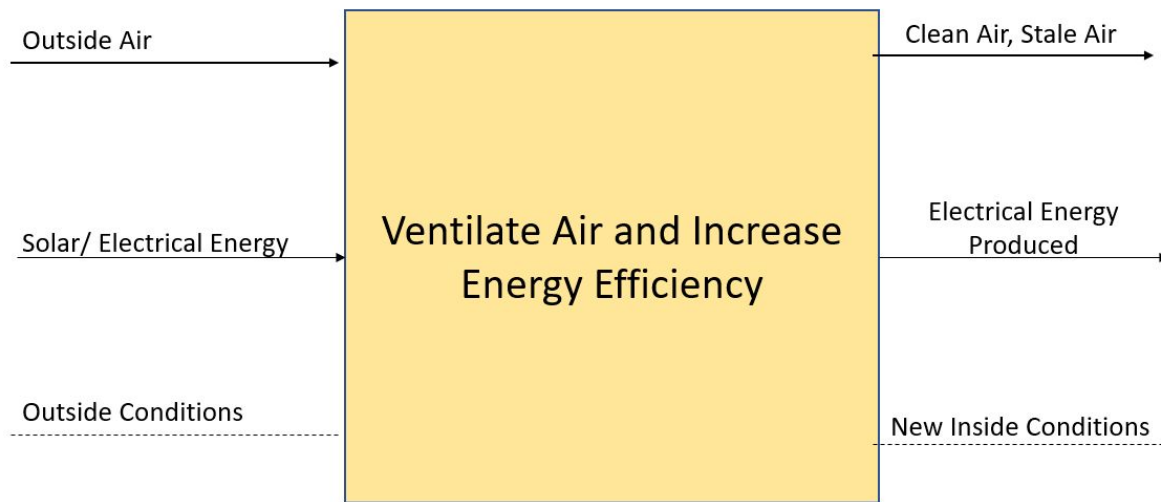 Outside Air
Clean Air, Stale Air
Solar/ Electrical Energy
Ventilate Air and Increase
Energy Efficiency
Electrical Energy
Produced
Outside Conditions
New Inside Conditions